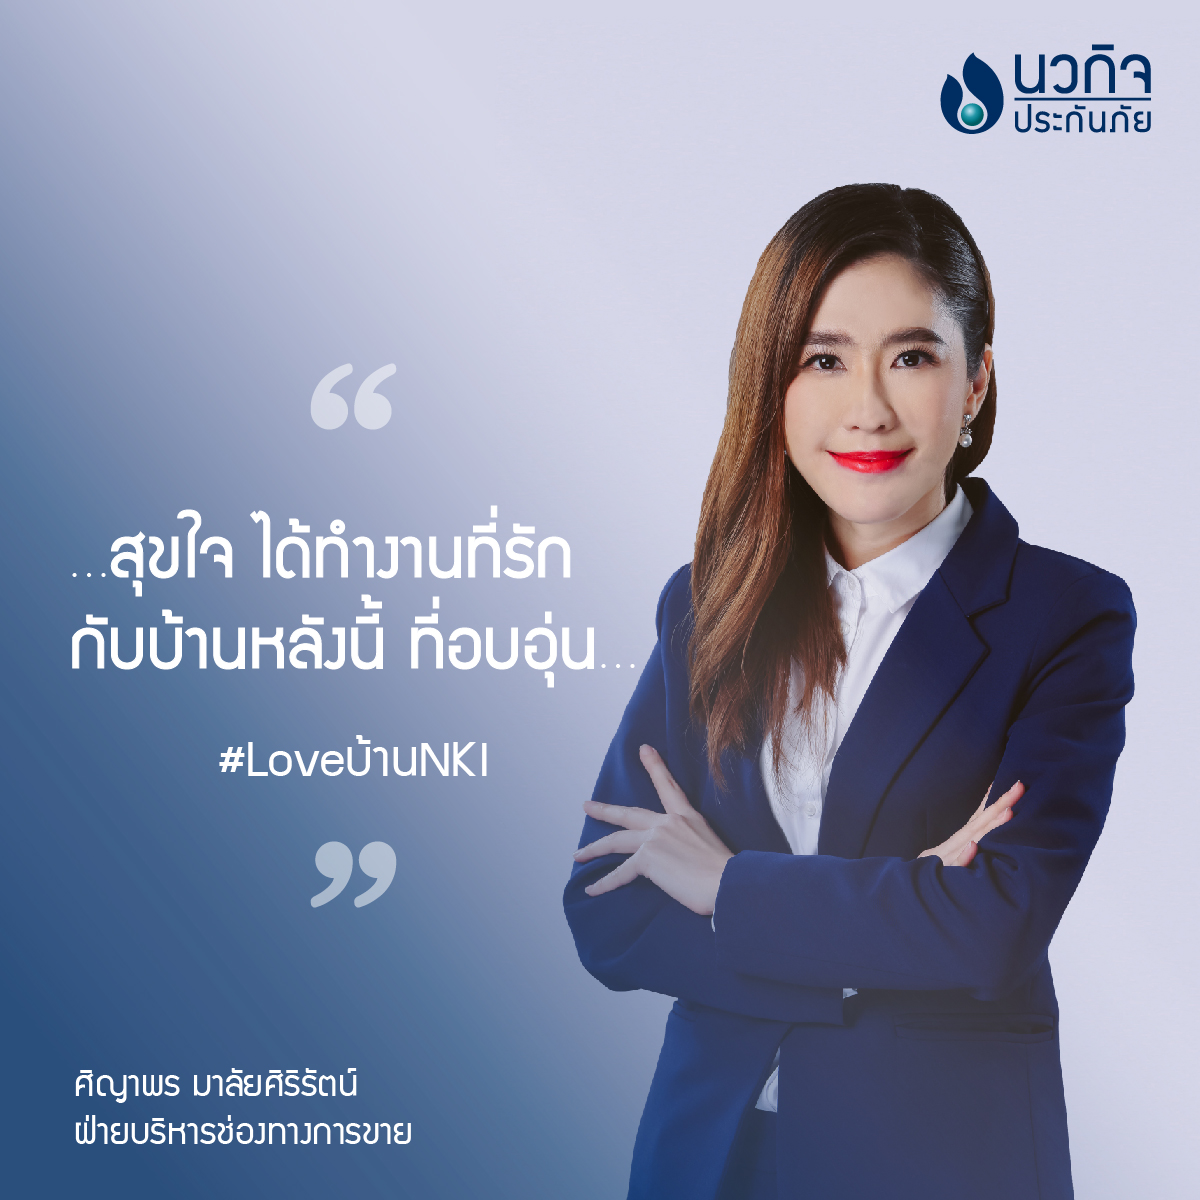 นวกิจ
ประกันภัย
...สุขใจ ได้ทำงานที่รัก
กับบ้านหลังนี้ ที่อบอุ่น...
#Loveบ้านNKI
ศิญาพร มาลัยศิริรัตน์
ฝ่ายบริหารช่องทางการขาย